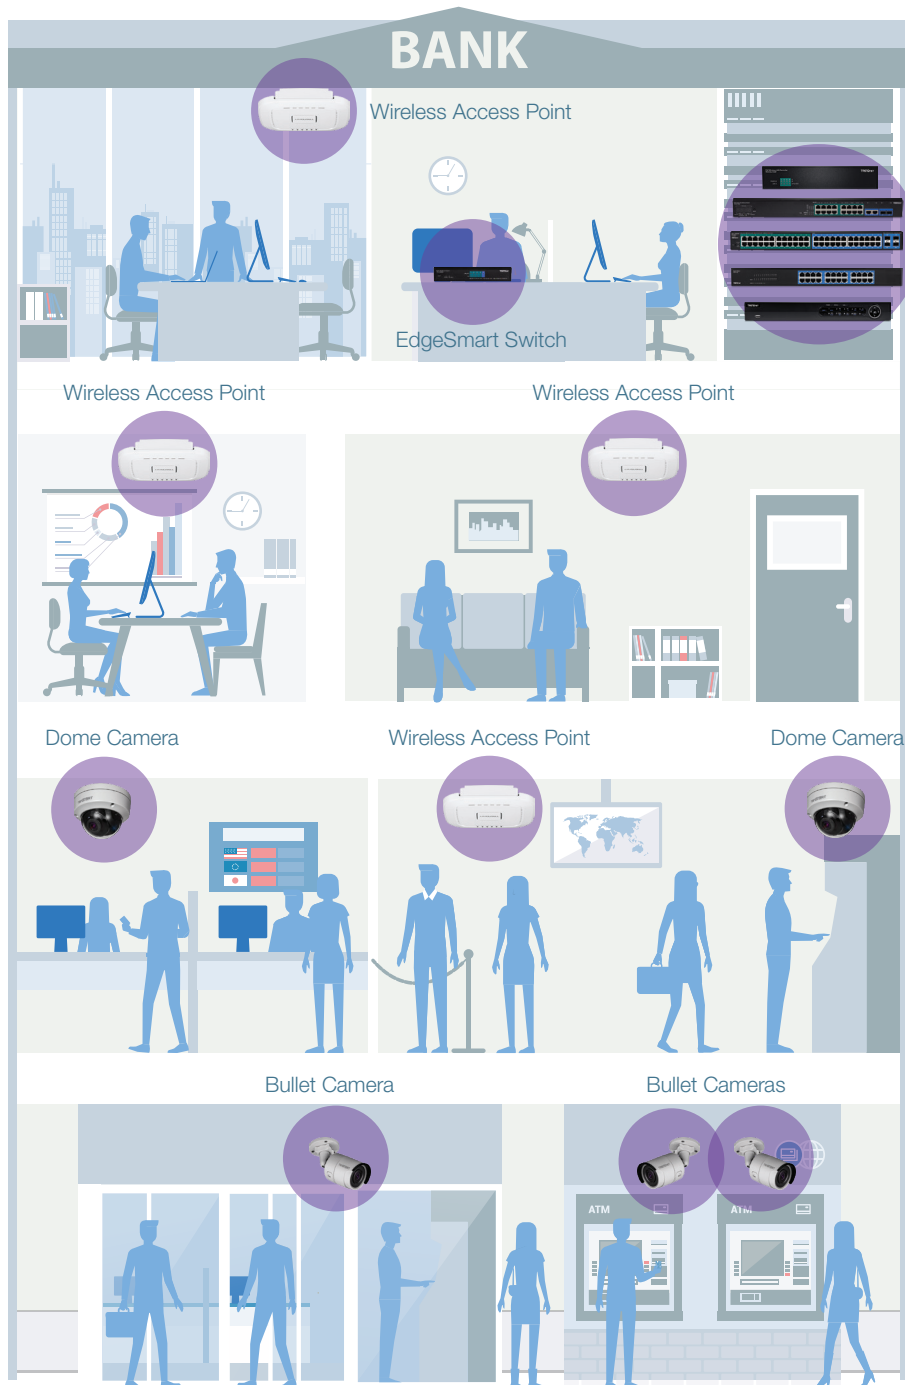 BANK
Wireless Access Point
EdgeSmart Switch
Wireless Access Point
Wireless Access Point
Dome Camera
Wireless Access Point
Dome Camera
Bullet Camera
Bullet Cameras
ATM
ATM